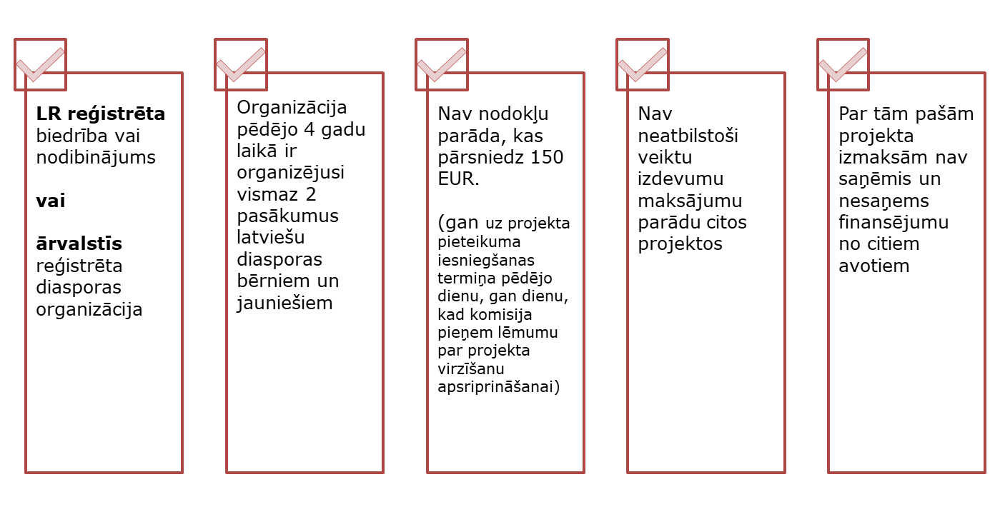 LR reģistrēta
biedrība vai
nodibinājums
vai
ārvalstīs
reģistrēta
diasporas
organizācija
Organizācija
pēdējo 4 gadu
laikā ir
organizējusi
vismaz 2
pasākumus
latviešu
diasporas
bērniem un
jauniešiem
Nav nodokļu
parāda, kas
pārsniedz 150
EUR.
(gan uz projekta
pieteikuma
iesniegšanas
termiņa pēdējo
dienu, gan dienu,
kad komisija
pieņem lēmumu
par projekta
virzīšanu
apsriprināšanai)
Nav
neatbilstoši
veiktu
izdevumu
maksājumu
parādu citos
projektos
Par tām pašām
projekta
izmaksām nav
saņēmis un
nesaņems
finansējumu
no citiem
avotiem